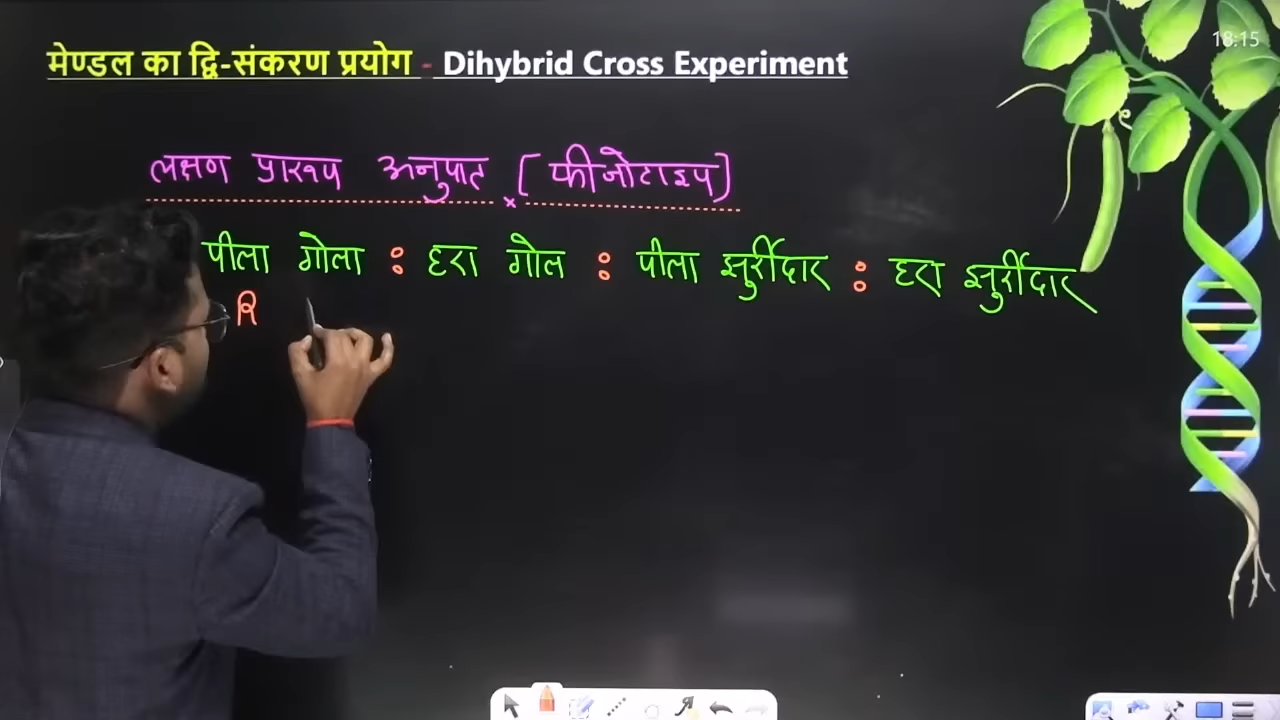 18:15
मेण्डल का द्वि-संकरण प्रयोग - Dihybrid Cross Experiment
लक्षण प्रारूप अनुपात [ फीनोटाइप ]
पीला गोला : हरा गोल : पीला झुर्रीदार : हरा झुर्रीदार